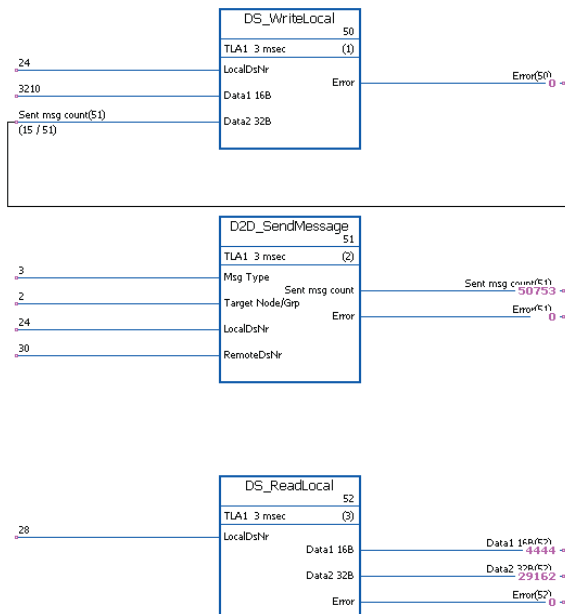 DS_WriteLocal
50
TLA1 3 msec (1)
24
LocalDsNr
Error
Error(50)
0
3210
Data1 16B
Sent msg count(51)
Data2 32B
(15 / 51)
D2D_SendMessage
51
TLA1 3 msec (2)
3
Msg Type
Sent msg count
Sent msg count(51)
50753
2
Target Node/Grp
Error
Error(51)
0
24
LocalDsNr
30
RemoteDsNr
DS_ReadLocal
52
TLA1 3 msec (3)
28
LocalDsNr
Data1 16B
Data1 16B(52)
4444
Data2 32B
Data2 32B(52)
29162
Error
Error(52)
0